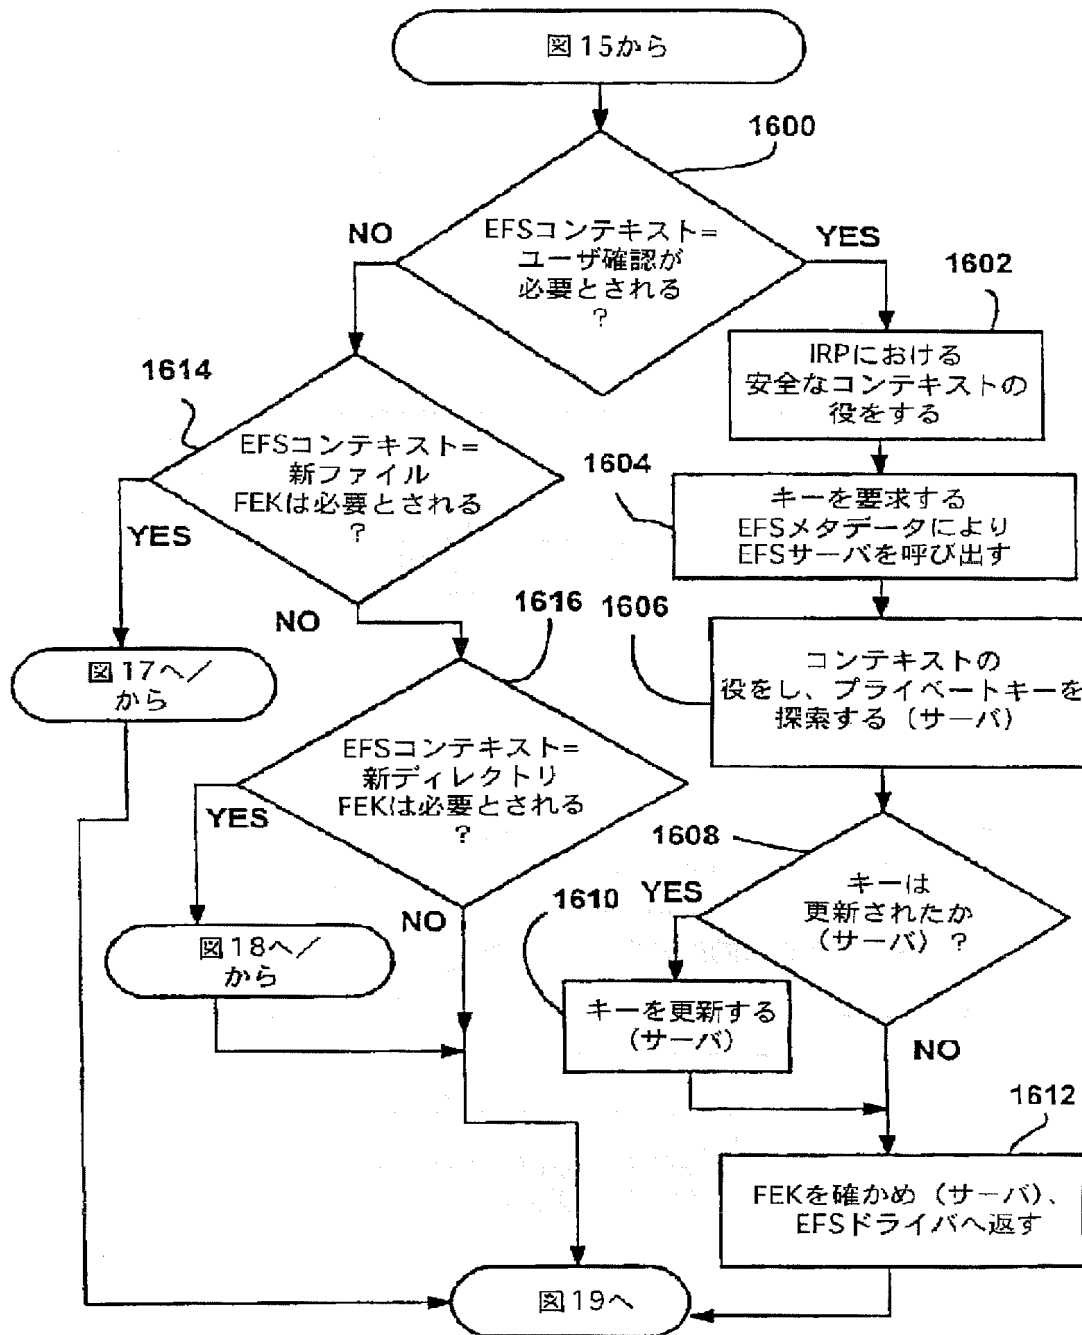 図15から
1600
EFSコンテキスト=
ユーザ確認が
必要とされる
?
NO
YES
1602
IRPにおける
安全なコンテキストの
役をする
1614
EFSコンテキスト=
新ファイル
FEKは必要とされる
?
YES
NO
1604
キーを要求する
EFSメタデータにより
EFSサーバを呼び出す
1616
1606
コンテキストの
役をし、プライベートキーを
探索する(サーバ)
図17へ/
から
EFSコンテキスト=
新ディレクトリ
FEKは必要とされる
?
YES
NO
1608
キーは
更新されたか
(サーバ)?
YES
NO
1610
キーを更新する
(サーバ)
図18へ/
から
1612
FEKを確かめ(サーバ)、
EFSドライバへ返す
図19へ